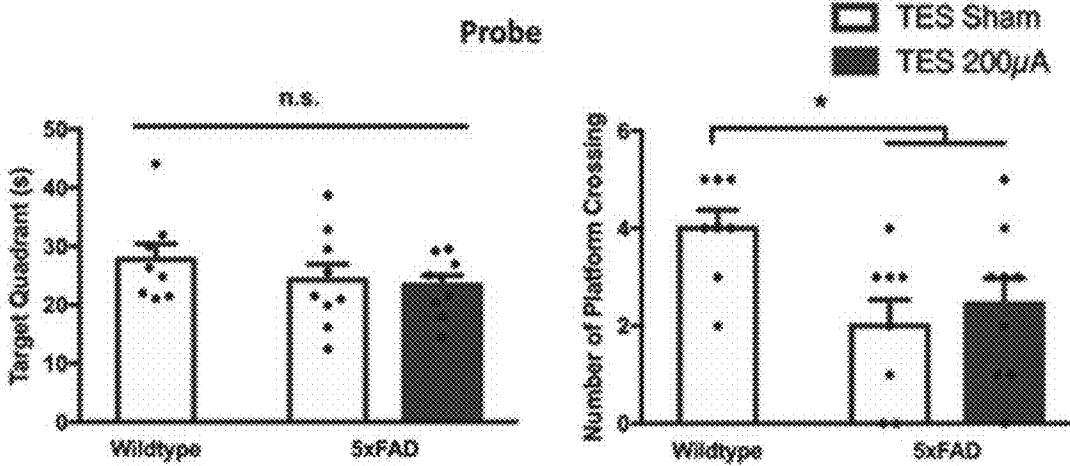 Probe
TES Sham
TES 200µA
n.s.
Target Quadrant (s)
50
40
30
20
10
0
Wildtype
5xFAD
*
Number of Platform Crossing
6
4
2
0
Wildtype
5xFAD